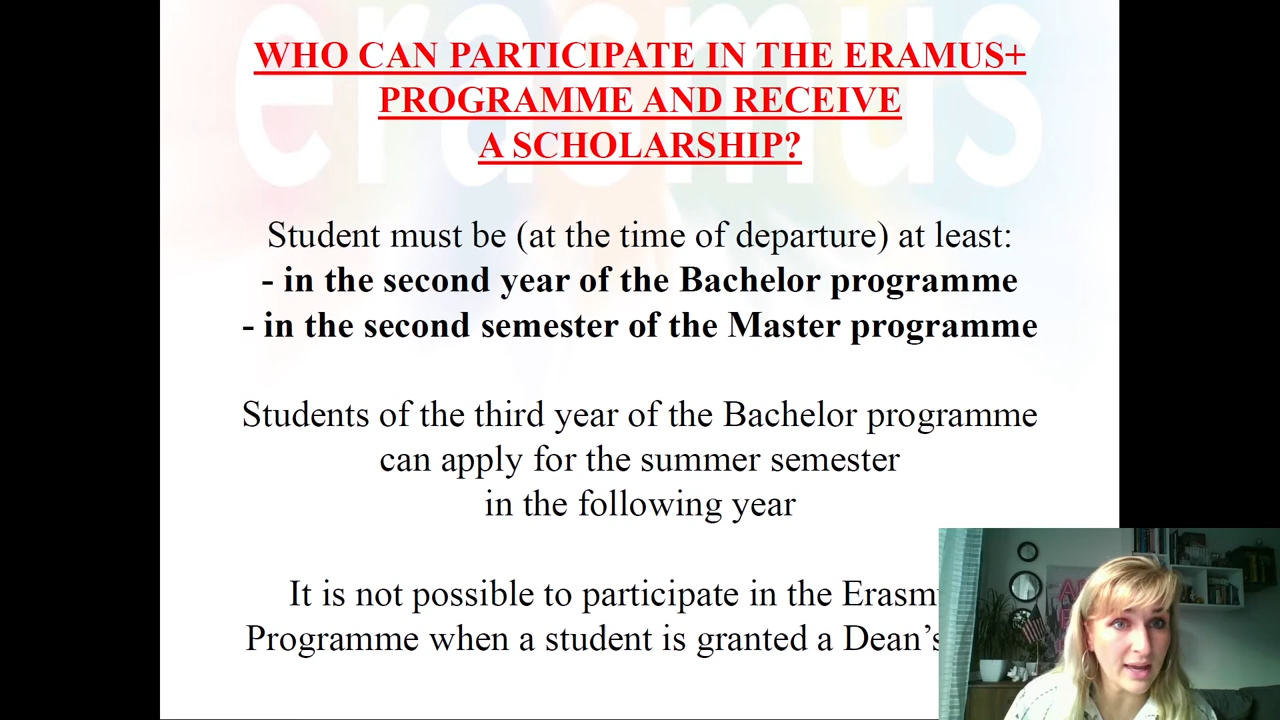 erasmus
WHO CAN PARTICIPATE IN THE ERAMUS+
PROGRAMME AND RECEIVE
A SCHOLARSHIP?
Student must be (at the time of departure) at least:
- in the second year of the Bachelor programme
- in the second semester of the Master programme
Students of the third year of the Bachelor programme
can apply for the summer semester
in the following year
It is not possible to participate in the
Programme when a student is granted a Dean's